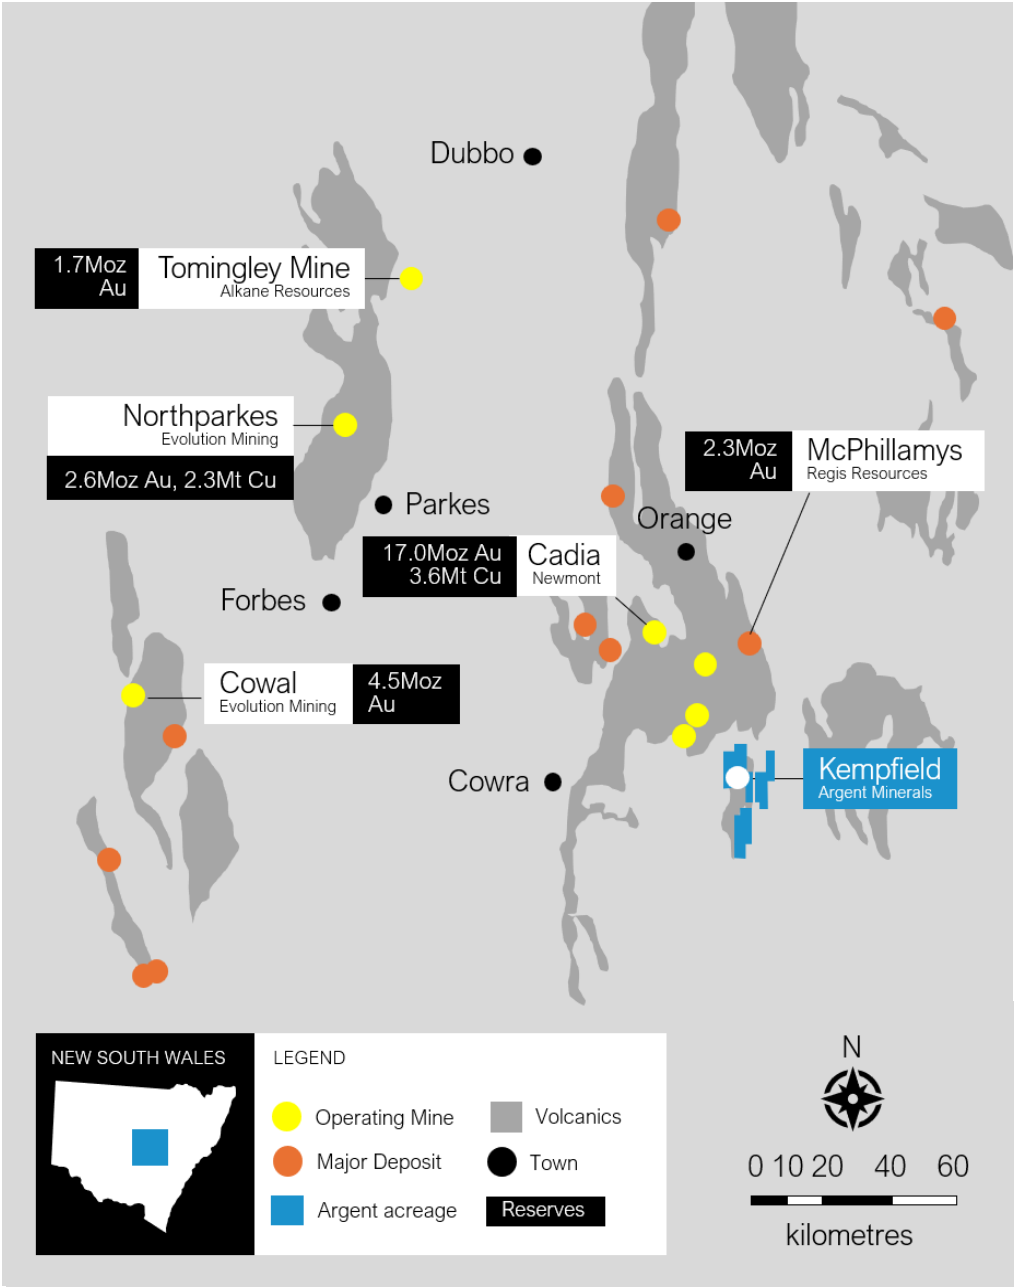 Dubbo
1.7Moz
Au
Tomingley Mine
Alkane Resources
Northparkes
Evolution Mining
2.6Moz Au, 2.3Mt Cu
2.3Moz
Au
McPhillamys
Regis Resources
Parkes
Orange
17.0Moz Au
3.6Mt Cu
Cadia
Newmont
Forbes
Cowal
Evolution Mining
4.5Moz
Au
Cowra
Kempfield
Argent Minerals
NEW SOUTH WALES
LEGEND
Operating Mine
Volcanics
Major Deposit
Town
Argent acreage
Reserves
N
0 10 20 40 60
kilometres